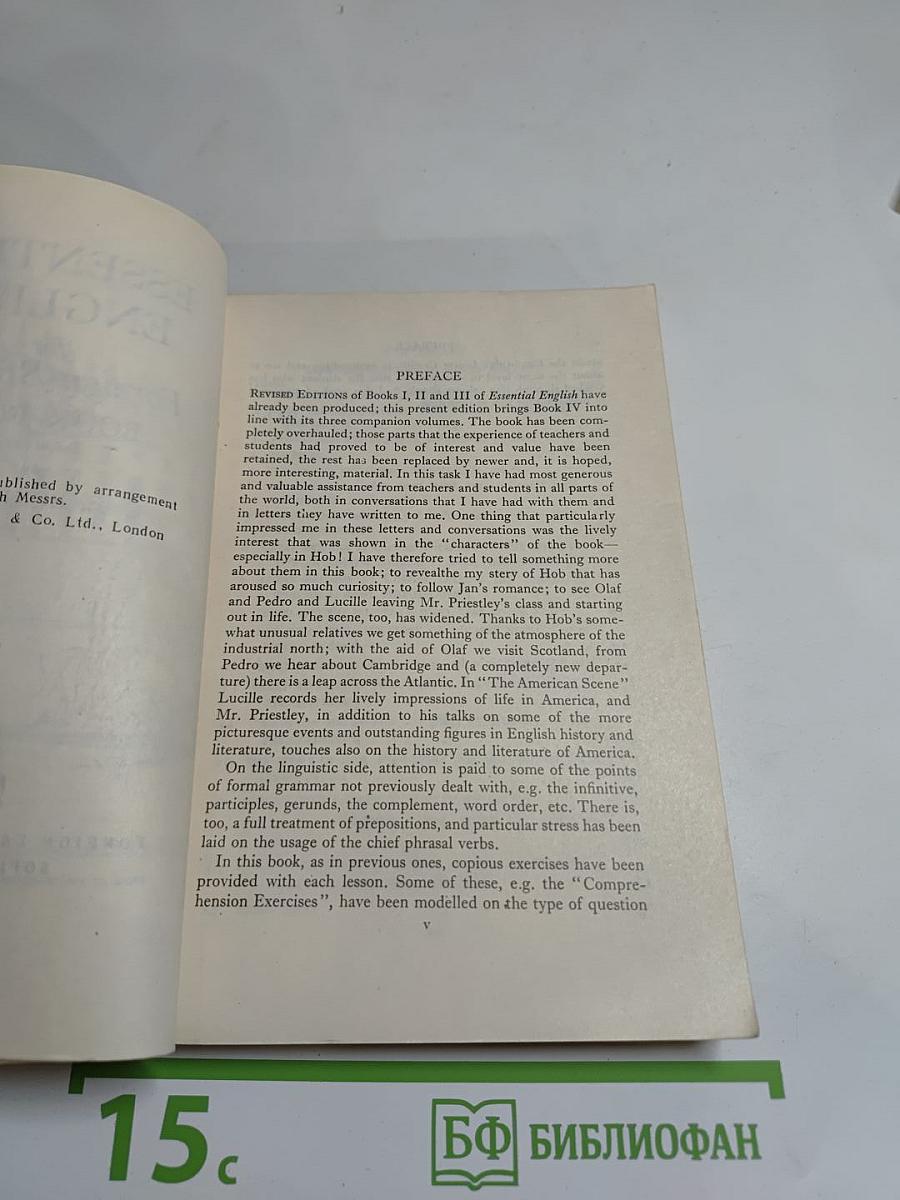 ublished by arrangement
h Messrs.
& Co. Ltd., London
PREFACE
REVISED EDITIONS of Books I, II and III of Essential English have
already been produced; this present edition brings Book IV into
line with its three companion volumes. The book has been com-
pletely overhauled; those parts that the experience of teachers and
students had proved to be of interest and value have been
retained, the rest has been replaced by newer and, it is hoped,
more interesting, material. In this task I have had most generous
and valuable assistance from teachers and students in all parts of
the world, both in conversations that I have had with them and
in letters they have written to me. One thing that particularly
impressed me in these letters and conversations was the lively
interest that was shown in the "characters" of the book—
especially in Hob! I have therefore tried to tell something more
about them in this book; to revealthe my stery of Hob that has
aroused so much curiosity; to follow Jan's romance; to see Olaf
and Pedro and Lucille leaving Mr. Priestley's class and starting
out in life. The scene, too, has widened. Thanks to Hob's some-
what unusual relatives we get something of the atmosphere of the
industrial north; with the aid of Olaf we visit Scotland, from
Pedro we hear about Cambridge and (a completely new depar-
ture) there is a leap across the Atlantic. In "The American Scene"
Lucille records her lively impressions of life in America, and
Mr. Priestley, in addition to his talks on some of the more
picturesque events and outstanding figures in English history and
literature, touches also on the history and literature of America.
On the linguistic side, attention is paid to some of the points
of formal grammar not previously dealt with, e.g. the infinitive,
participles, gerunds, the complement, word order, etc. There is,
too, a full treatment of prepositions, and particular stress has been
laid on the usage of the chief phrasal verbs.
In this book, as in previous ones, copious exercises have been
provided with each lesson. Some of these, e.g. the "Compre-
hension Exercises", have been modelled on the type of question
v
15 с
БФ БИБЛИОФАН